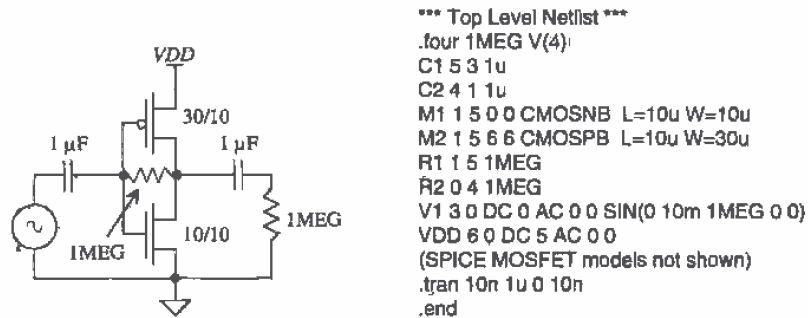 VDD
30/10
1 µF
1 µF
1MEG
1MEG
10/10
*** Top Level Netlist ***
.four 1MEG V(4)
C1 5 3 1u
C2 4 1 1u
M1 1 5 0 0 CMOSNB L=10u W=10u
M2 1 5 6 6 CMOSPB L=10u W=30u
R1 1 5 1MEG
R2 0 4 1MEG
V1 3 0 DC 0 AC 0 0 SIN(0 10m 1MEG 0 0)
VDD 6 0 DC 5 AC 0 0
(SPICE MOSFET models not shown)
.tran 10n 1u 0 10n
.end